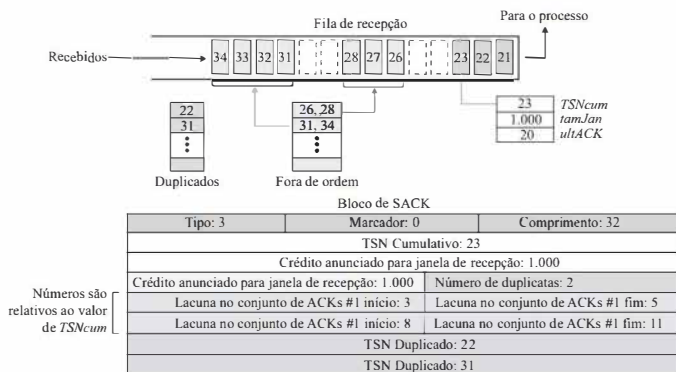 Fila de recepção
Para o processo
Recebidos
34 33 32 31 28 27 26 23 22 21
22
31
Duplicados
26, 28
31, 34
Fora de ordem
23 TSNcum
1.000 tamJan
20 ultACK
Bloco de SACK
Tipo: 3 Marcador: 0 Comprimento: 32
TSN Cumulativo: 23
Crédito anunciado para janela de recepção: 1.000
Crédito anunciado para janela de recepção: 1.000 Número de duplicatas: 2
Números são
relativos ao valor
de TSNcum
Lacuna no conjunto de ACKs #1 início: 3 Lacuna no conjunto de ACKs #1 fim: 5
Lacuna no conjunto de ACKs #1 início: 8 Lacuna no conjunto de ACKs #1 fim: 11
TSN Duplicado: 22
TSN Duplicado: 31